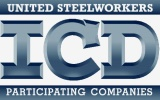 UNITED STEELWORKERS
ICD
PARTICIPATING COMPANIES